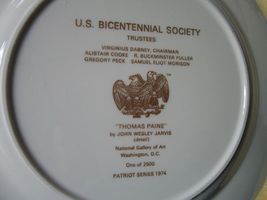 U.S. BICENTENNIAL SOCIETY
TRUSTEES
VIRGINIUS DABNEY, CHAIRMAN
ALISTAIR COOKE R. BUCKMINSTER FULLER
GREGORY PECK SAMUEL ELIOT MORISON
"THOMAS PAINE"
by JOHN WESLEY JARVIS
(detail)
National Gallery of Art
Washington, D.C.
One of 2500
PATRIOT SERIES 1974